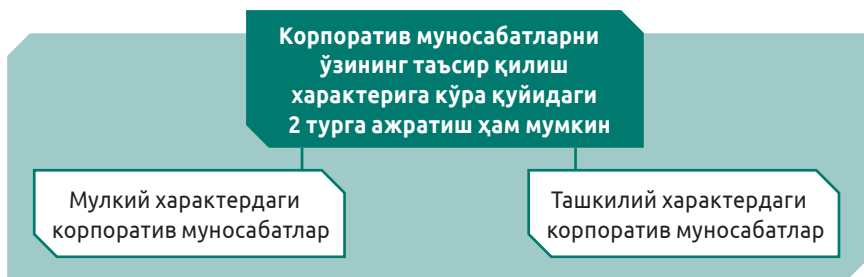 Корпоратив муносабатларни
ўзининг таъсир қилиш
характерига кўра қуйидаги
2 турга ажратиш ҳам мумкин
Мулкий характердаги
корпоратив муносабатлар
Ташкилий характердаги
корпоратив муносабатлар